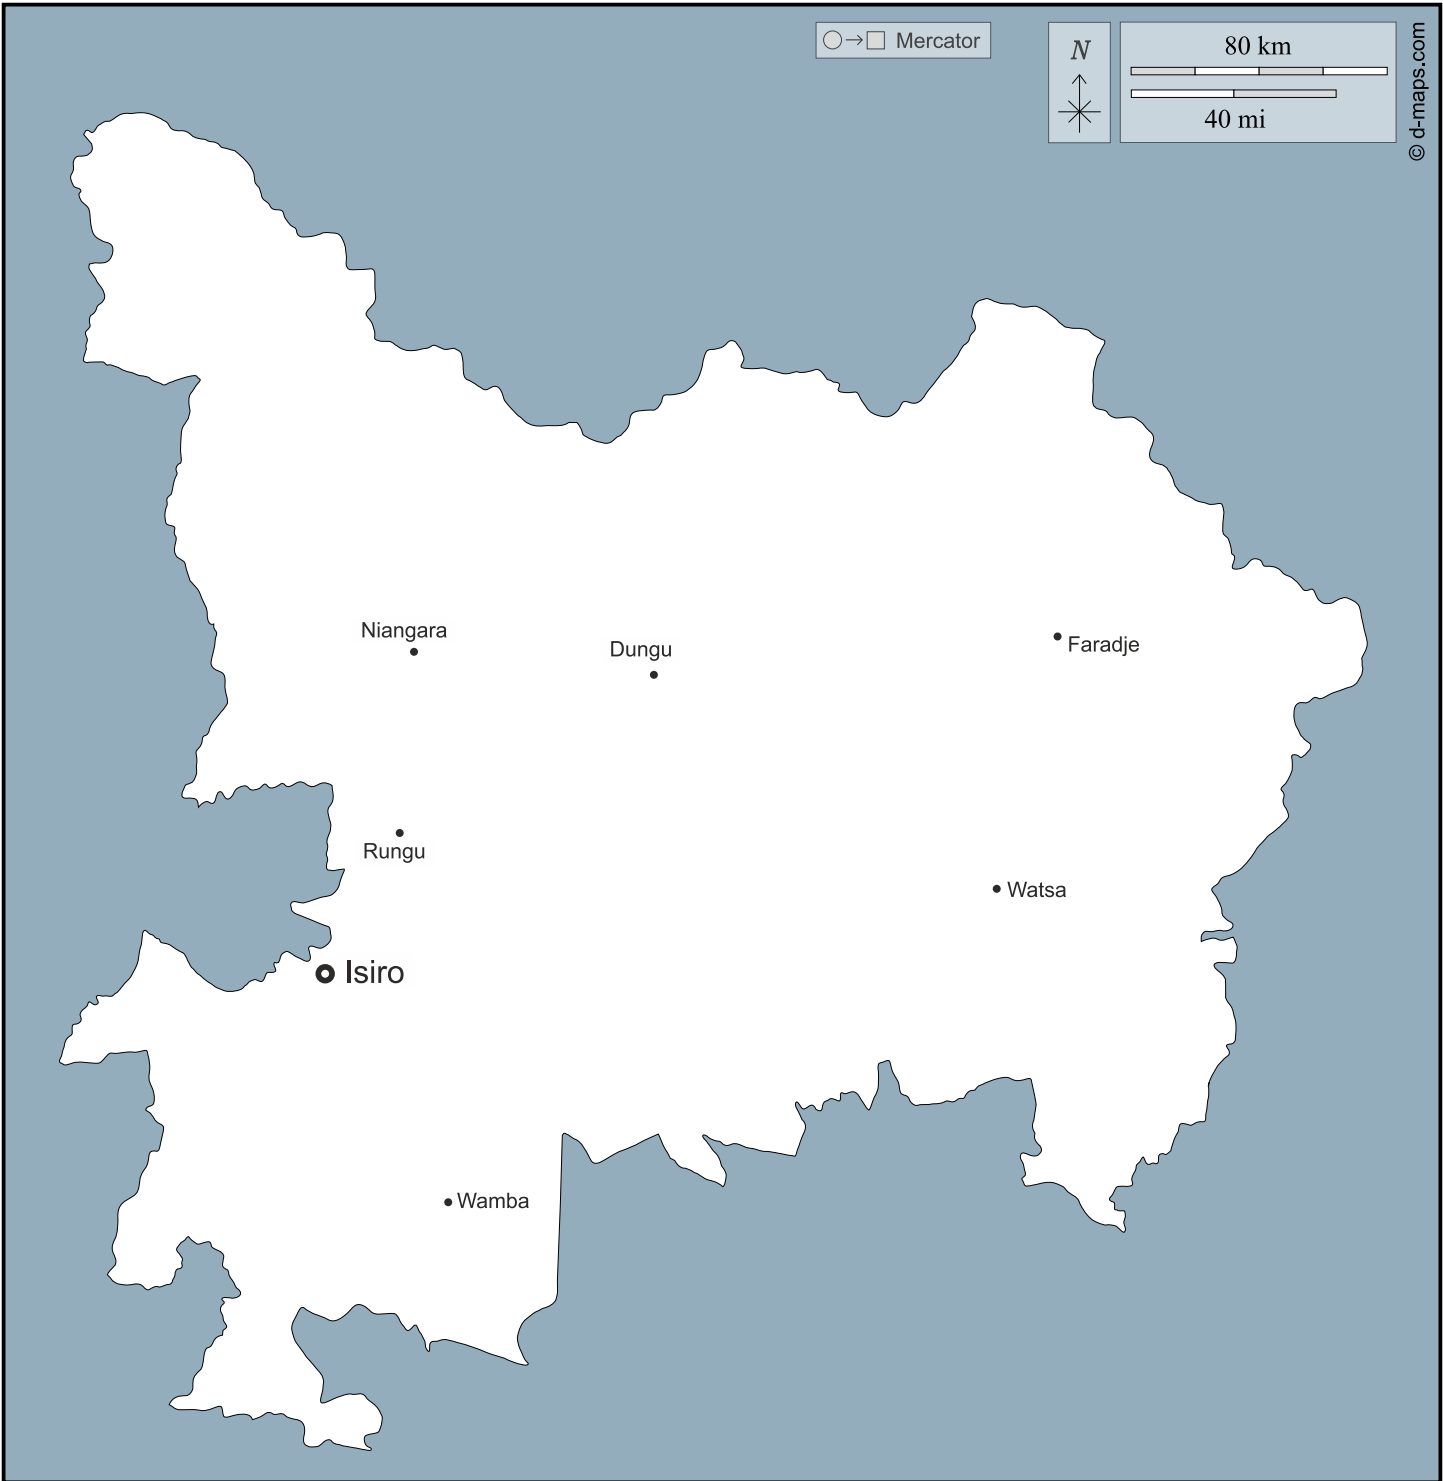 Mercator
N
80 km
40 mi
© d-maps.com
Niangara
Dungu
Faradje
Rungu
Watsa
Isiro
Wamba